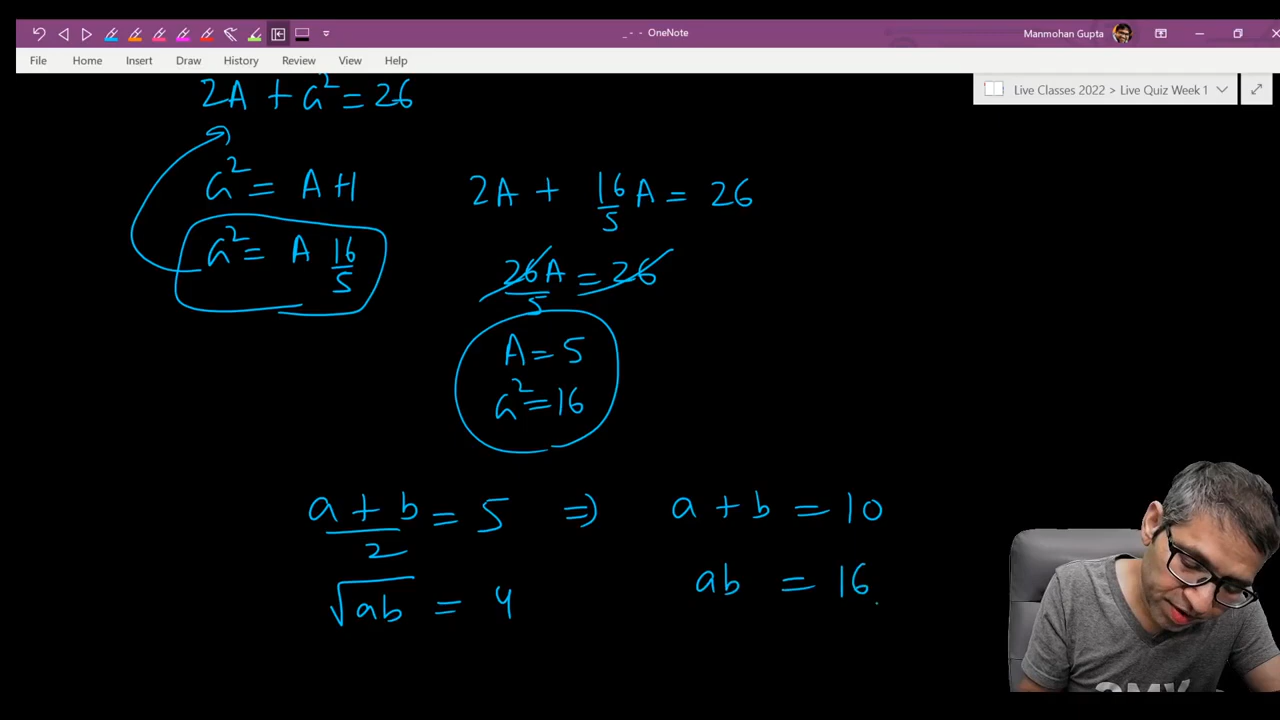 _ - - OneNote
Manmohan Gupta
File Home Insert Draw History Review View Help
Live Classes 2022 > Live Quiz Week 1
2A + G² = 26
G² = AH
G² = A 16/5
2A + 16/5 A = 26
26A/5 = 26
A = 5
G² = 16
a + b/2 = 5 ⇒ a + b = 10
√ab = 4 ab = 16.